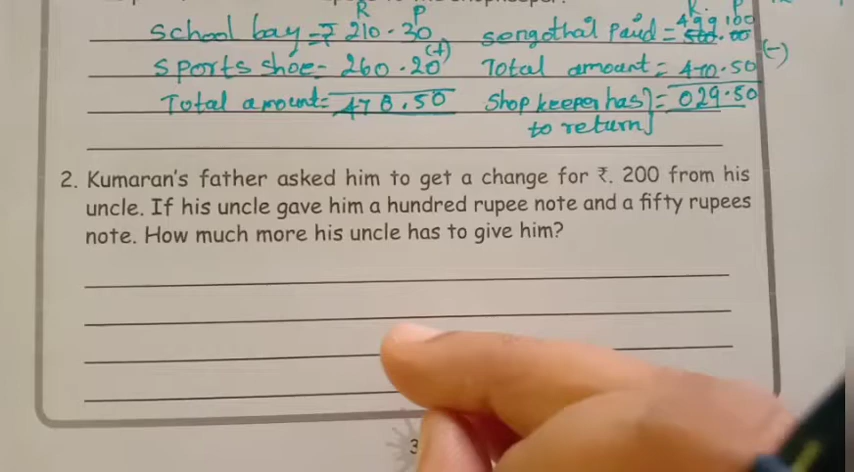 R P
school bag = ₹ 210.30
sports shoe = 260.20 (+)
Total amount = 470.50
R. P
499 100
sengothai Paid = 500.00
Total amount = 470.50 (-)
Shop keeper has } = 029.50
to return
2. Kumaran's father asked him to get a change for ₹. 200 from his
uncle. If his uncle gave him a hundred rupee note and a fifty rupees
note. How much more his uncle has to give him?
3